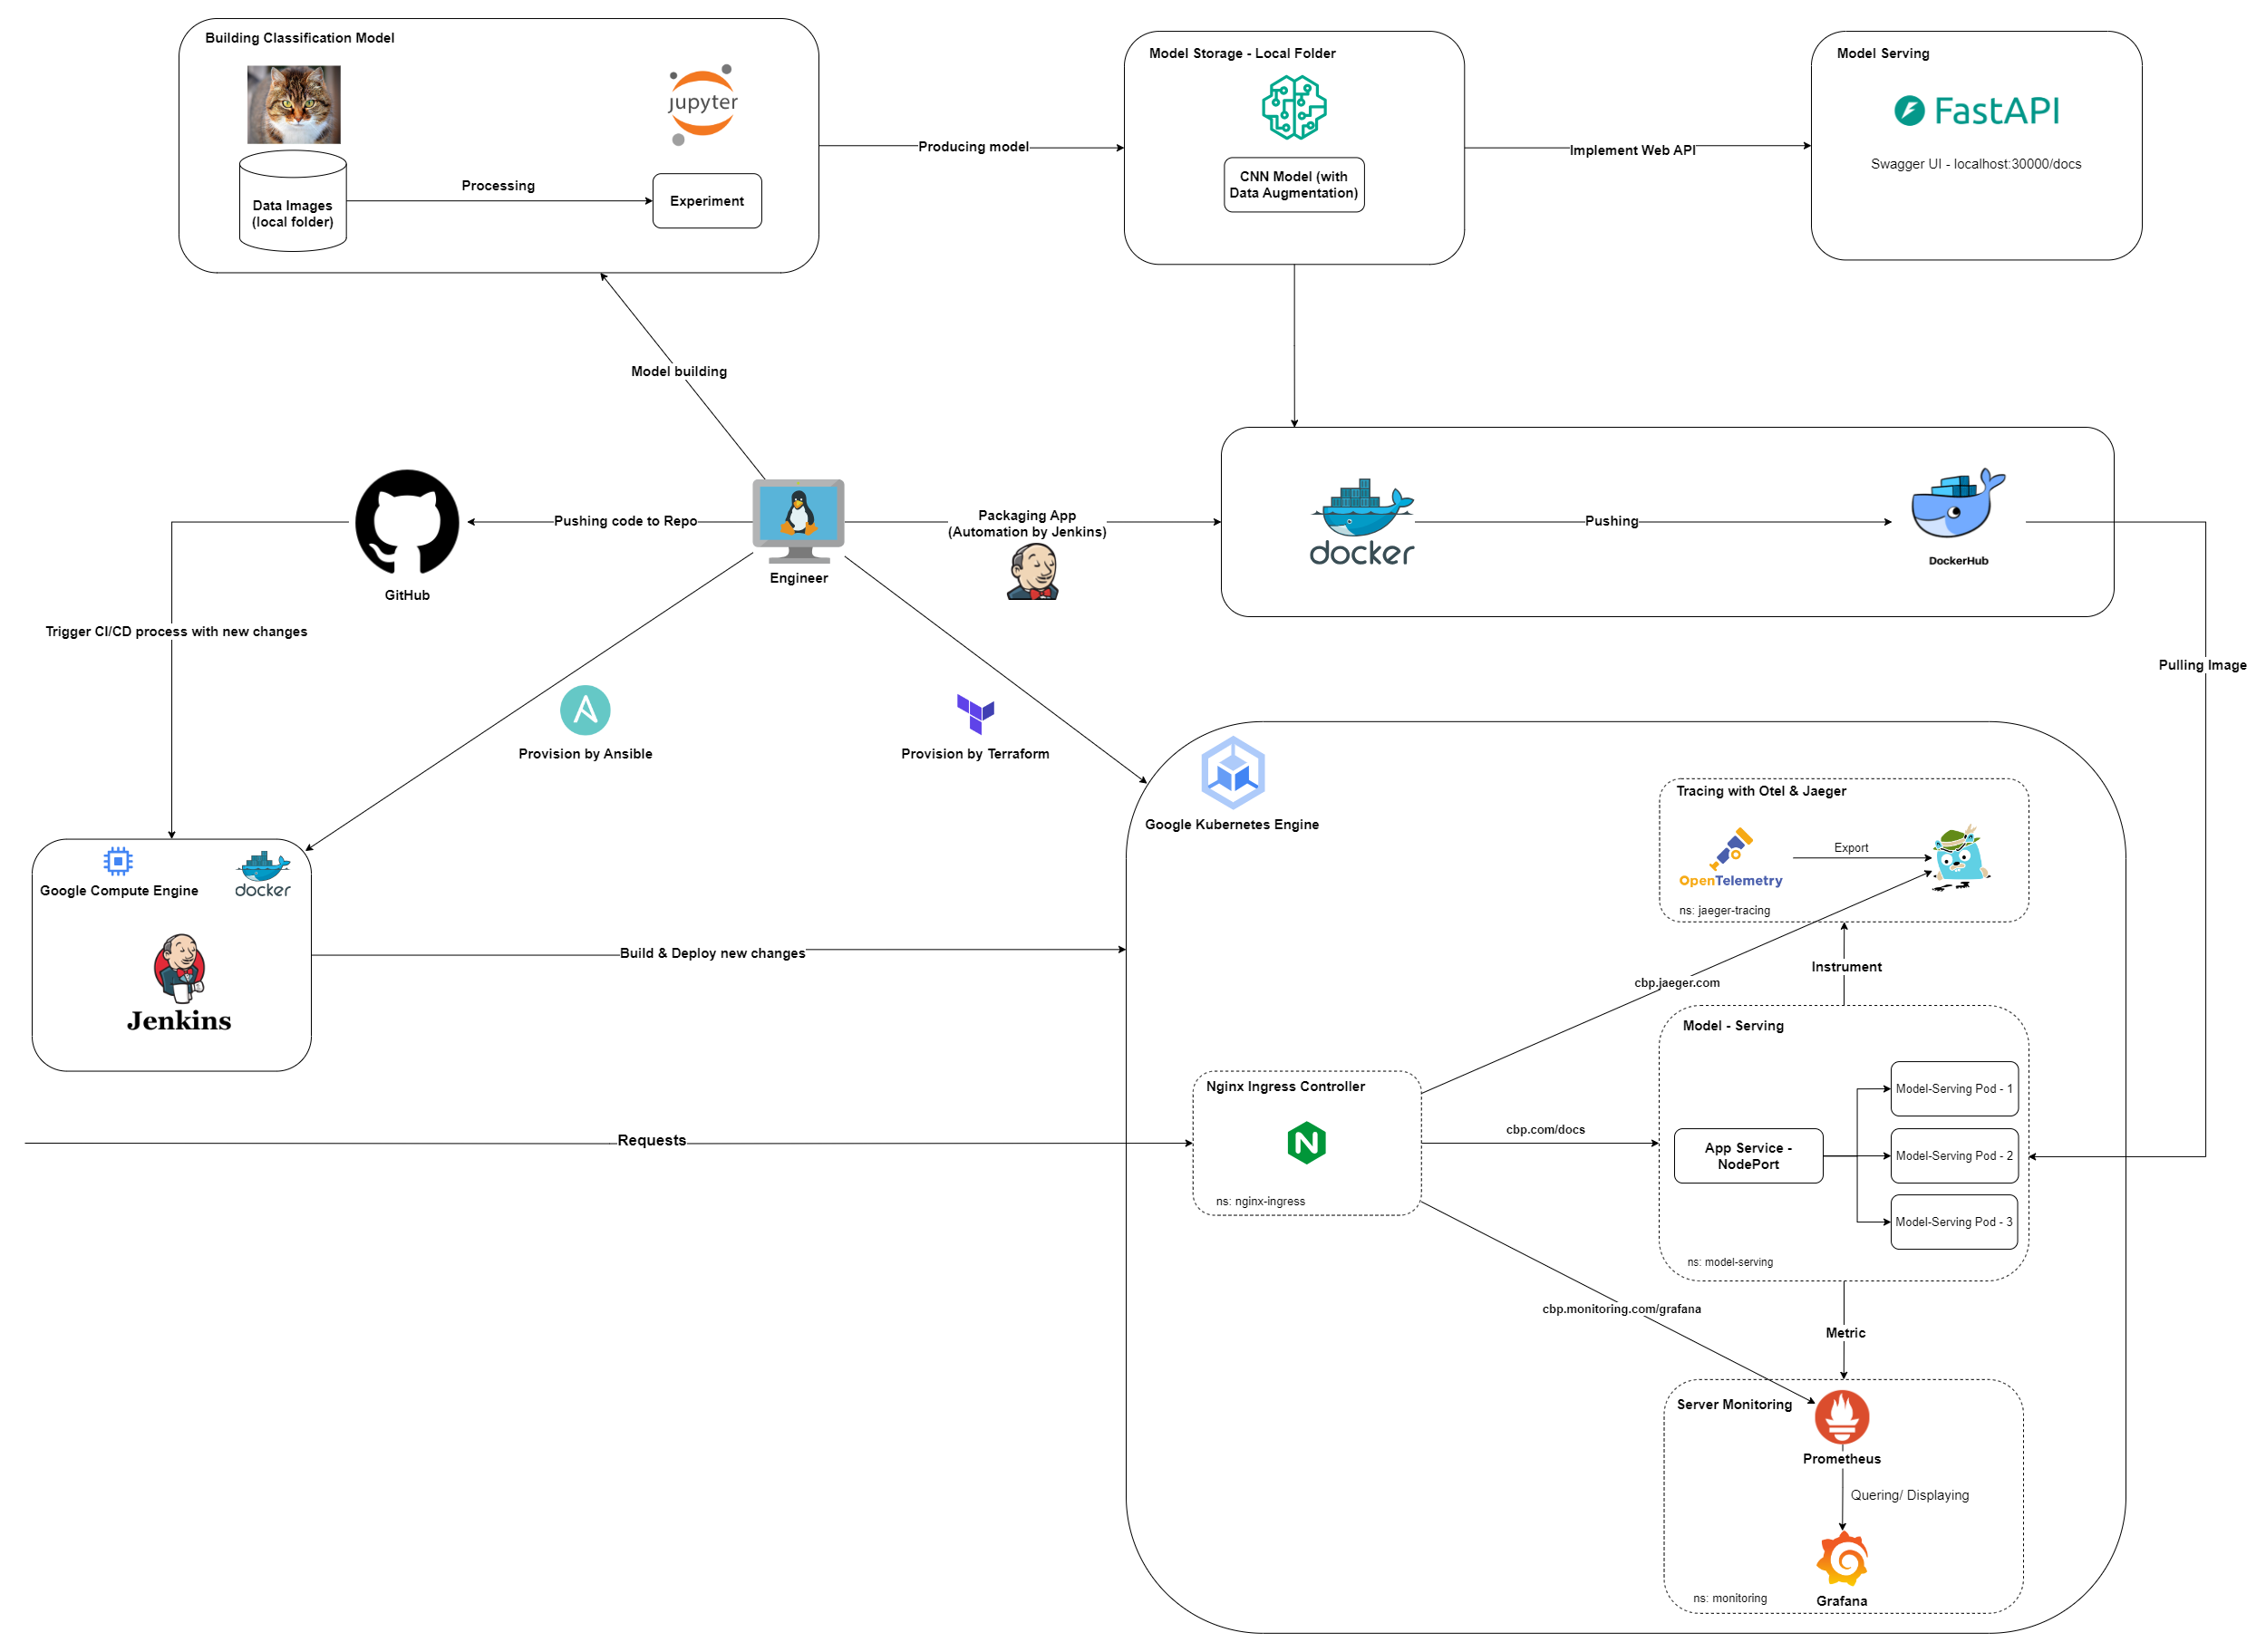 Building Classification Model
jupyter
Data Images
(local folder)
Processing
Experiment
Producing model
Model Storage - Local Folder
CNN Model (with
Data Augmentation)
Implement Web API
Model Serving
FastAPI
Swagger UI - localhost:30000/docs
Model building
GitHub
Pushing code to Repo
Engineer
Packaging App
(Automation by Jenkins)
docker
Pushing
DockerHub
Trigger CI/CD process with new changes
Pulling Image
Provision by Ansible
Provision by Terraform
Google Compute Engine
docker
Jenkins
Build & Deploy new changes
Google Kubernetes Engine
Tracing with Otel & Jaeger
OpenTelemetry
Export
ns: jaeger-tracing
Instrument
cbp.jaeger.com
Model - Serving
App Service -
NodePort
Model-Serving Pod - 1
Model-Serving Pod - 2
Model-Serving Pod - 3
ns: model-serving
Requests
Nginx Ingress Controller
N
ns: nginx-ingress
cbp.com/docs
cbp.monitoring.com/grafana
Metric
Server Monitoring
Prometheus
Quering/ Displaying
Grafana
ns: monitoring